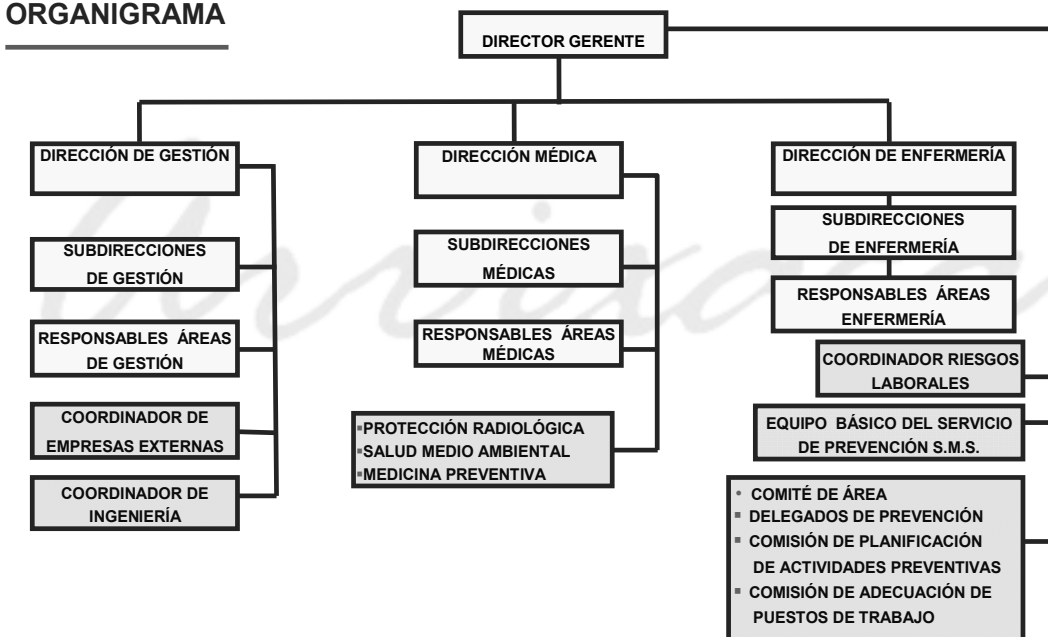 ORGANIGRAMA
DIRECTOR GERENTE
DIRECCIÓN DE GESTIÓN
SUBDIRECCIONES
DE GESTIÓN
RESPONSABLES ÁREAS
DE GESTIÓN
COORDINADOR DE
EMPRESAS EXTERNAS
COORDINADOR DE
INGENIERÍA
DIRECCIÓN MÉDICA
SUBDIRECCIONES
MÉDICAS
RESPONSABLES ÁREAS
MÉDICAS
▪PROTECCIÓN RADIOLÓGICA
▪SALUD MEDIO AMBIENTAL
▪MEDICINA PREVENTIVA
DIRECCIÓN DE ENFERMERÍA
SUBDIRECCIONES
DE ENFERMERÍA
RESPONSABLES ÁREAS
ENFERMERÍA
COORDINADOR RIESGOS
LABORALES
EQUIPO BÁSICO DEL SERVICIO
DE PREVENCIÓN S.M.S.
• COMITÉ DE ÁREA
▪ DELEGADOS DE PREVENCIÓN
▪ COMISIÓN DE PLANIFICACIÓN
DE ACTIVIDADES PREVENTIVAS
▪ COMISIÓN DE ADECUACIÓN DE
PUESTOS DE TRABAJO